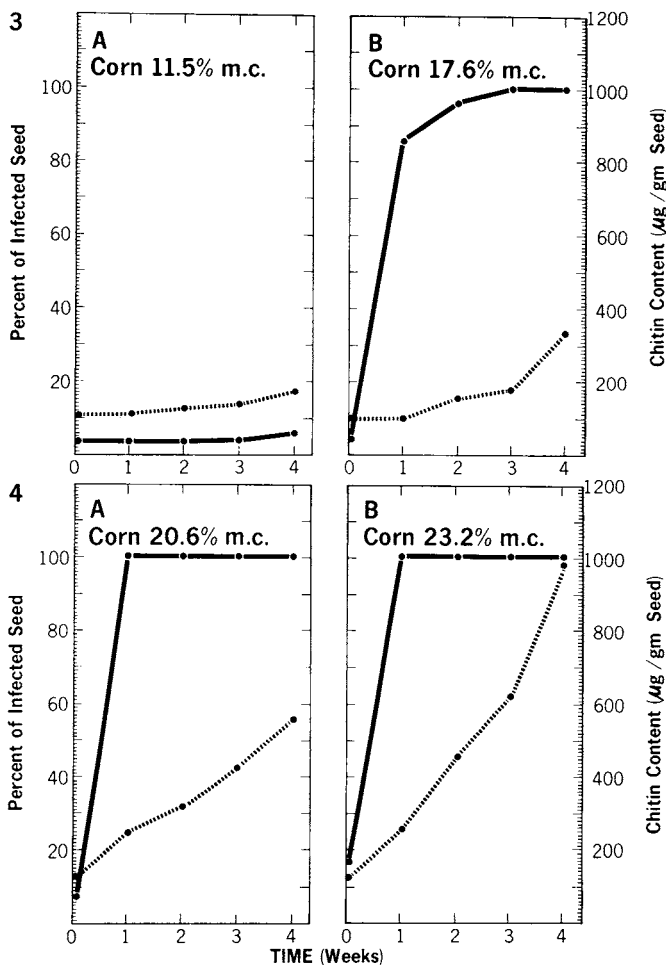 3
A
Corn 11.5% m.c.
B
Corn 17.6% m.c.
Percent of Infected Seed
100
80
60
40
20
0 1 2 3 4
0 1 2 3 4
1200
1000
800
600
400
200
Chitin Content (µg/gm Seed)
4
A
Corn 20.6% m.c.
B
Corn 23.2% m.c.
Percent of Infected Seed
100
80
60
40
20
0 1 2 3 4
0 1 2 3 4
1200
1000
800
600
400
200
Chitin Content (µg/gm Seed)
TIME (Weeks)